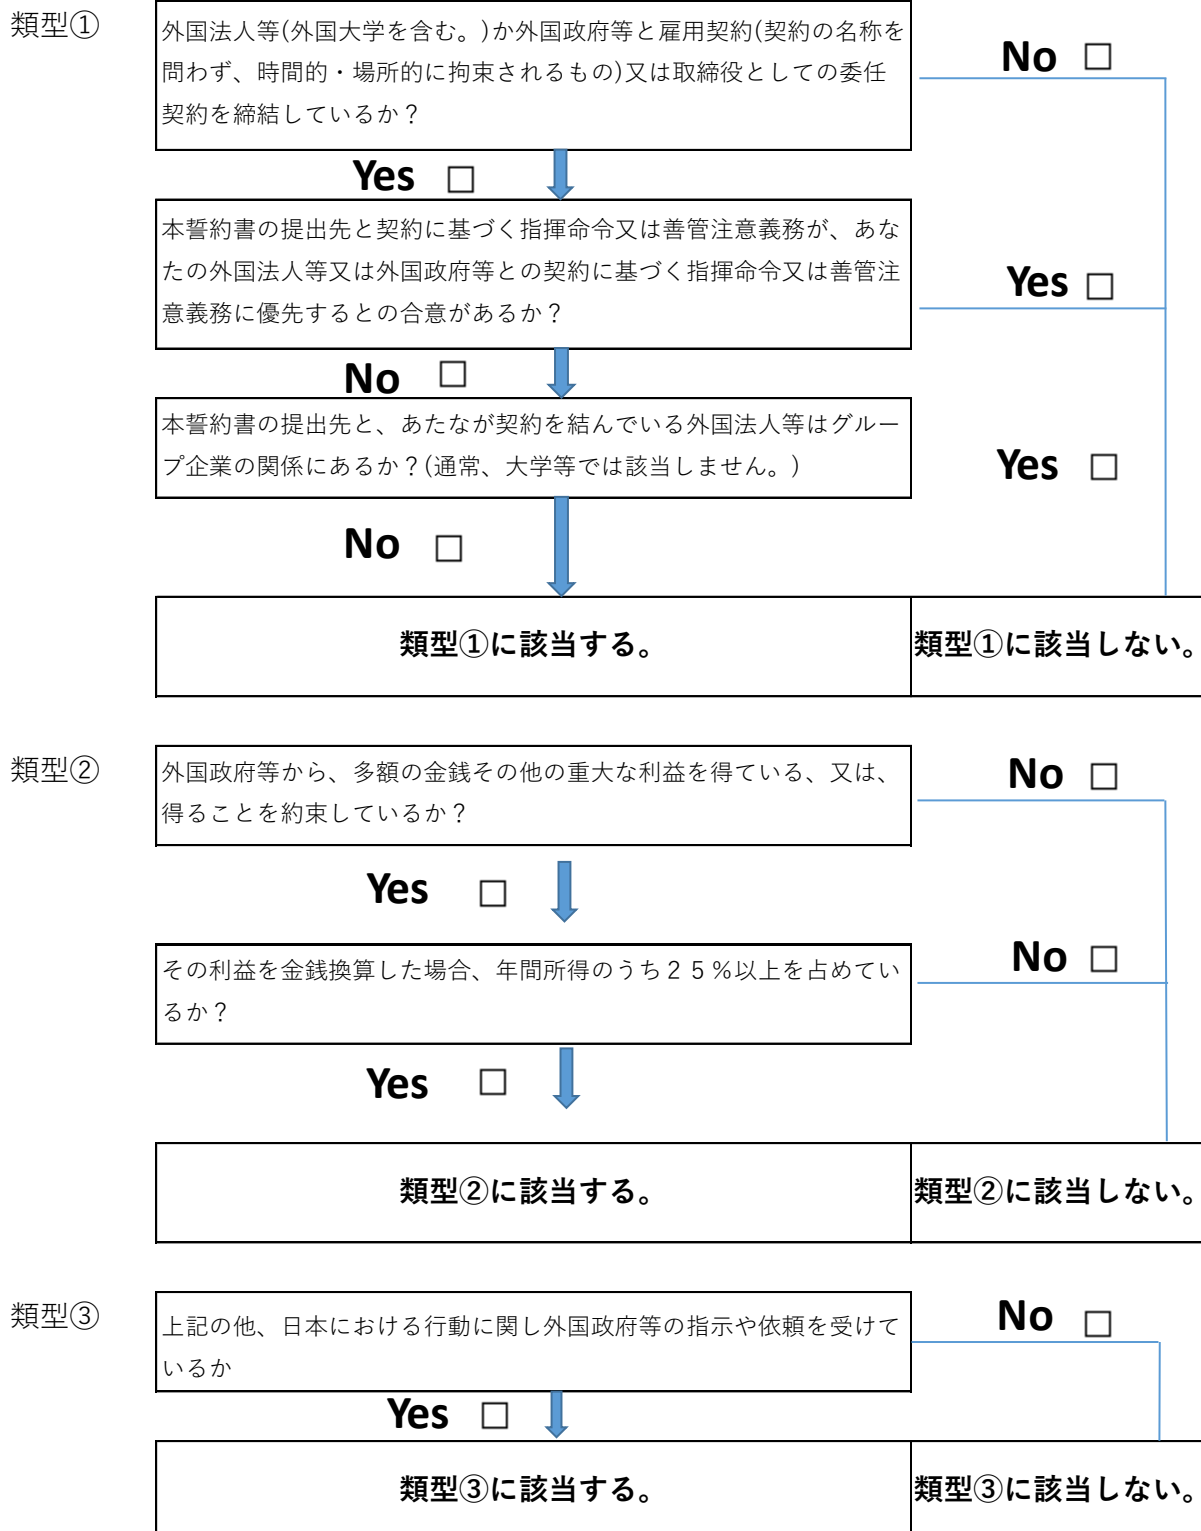 類型①
外国法人等(外国大学を含む。)か外国政府等と雇用契約(契約の名称を
問わず、時間的・場所的に拘束されるもの)又は取締役としての委任
契約を締結しているか？
No □
Yes □
本誓約書の提出先と契約に基づく指揮命令又は善管注意義務が、あな
たの外国法人等又は外国政府等との契約に基づく指揮命令又は善管注
意義務に優先するとの合意があるか？
Yes □
No □
本誓約書の提出先と、あたなが契約を結んでいる外国法人等はグルー
プ企業の関係にあるか？(通常、大学等では該当しません。)
Yes □
No □
類型①に該当する。
類型①に該当しない。
類型②
外国政府等から、多額の金銭その他の重大な利益を得ている、又は、
得ることを約束しているか？
No □
Yes □
その利益を金銭換算した場合、年間所得のうち２５%以上を占めてい
るか？
No □
Yes □
類型②に該当する。
類型②に該当しない。
類型③
上記の他、日本における行動に関し外国政府等の指示や依頼を受けて
いるか
No □
Yes □
類型③に該当する。
類型③に該当しない。